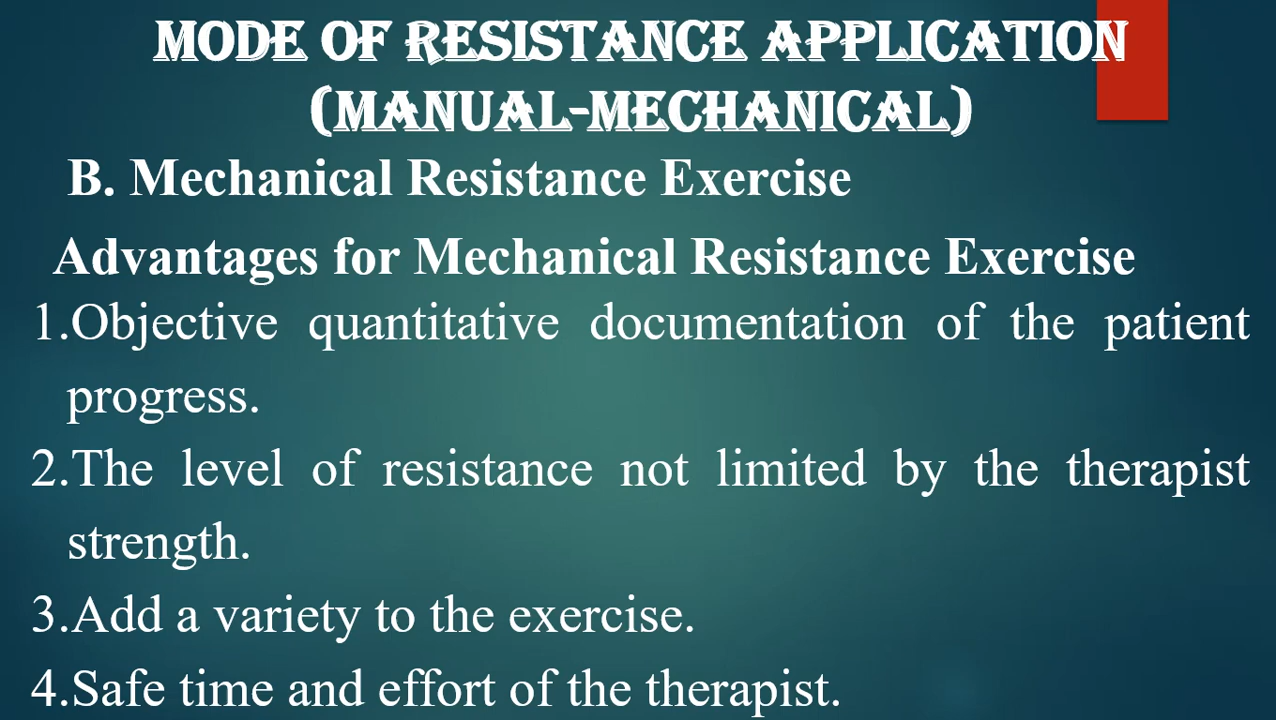 MODE OF RESISTANCE APPLICATION
(MANUAL-MECHANICAL)
B. Mechanical Resistance Exercise
Advantages for Mechanical Resistance Exercise
1.Objective quantitative documentation of the patient
progress.
2.The level of resistance not limited by the therapist
strength.
3.Add a variety to the exercise.
4.Safe time and effort of the therapist.